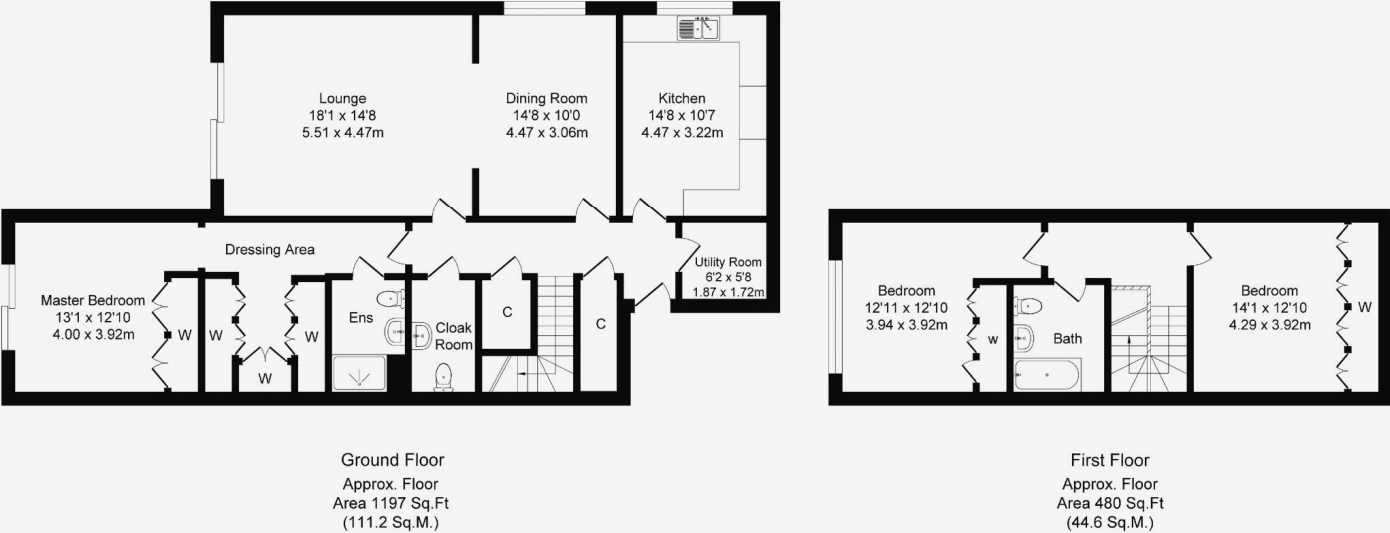 Lounge
18'1 x 14'8
5.51 x 4.47m
Dining Room
14'8 x 10'0
4.47 x 3.06m
Kitchen
14'8 x 10'7
4.47 x 3.22m
Dressing Area
Utility Room
6'2 x 5'8
1.87 x 1.72m
Master Bedroom
13'1 x 12'10
4.00 x 3.92m
W
W
W
W
Ens
Cloak
Room
C
C
Ground Floor
Approx. Floor
Area 1197 Sq.Ft
(111.2 Sq.M.)
Bedroom
12'11 x 12'10
3.94 x 3.92m
w
Bath
Bedroom
14'1 x 12'10
4.29 x 3.92m
W
First Floor
Approx. Floor
Area 480 Sq.Ft
(44.6 Sq.M.)